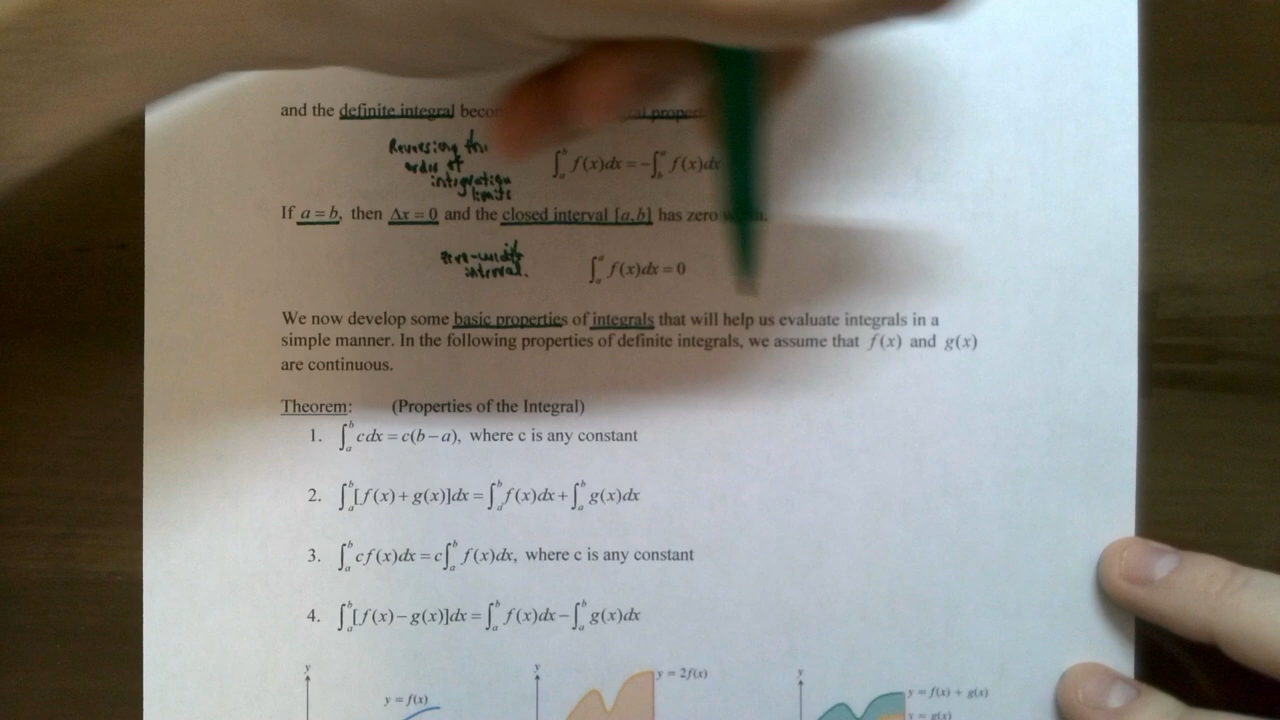 and the definite integral
Reversing the
order of
integration
limits
∫_a^b f(x)dx = −∫_b^a f(x)dx
If a = b, then Δx = 0 and the closed interval [a,b] has zero
zero-width
interval.
∫_a^a f(x)dx = 0
We now develop some basic properties of integrals that will help us evaluate integrals in a
simple manner. In the following properties of definite integrals, we assume that f(x) and g(x)
are continuous.
Theorem: (Properties of the Integral)
1. ∫_a^b cdx = c(b−a), where c is any constant
2. ∫_a^b [f(x)+g(x)]dx = ∫_a^b f(x)dx + ∫_a^b g(x)dx
3. ∫_a^b cf(x)dx = c∫_a^b f(x)dx, where c is any constant
4. ∫_a^b [f(x)−g(x)]dx = ∫_a^b f(x)dx − ∫_a^b g(x)dx
y y y
y = f(x) y = 2f(x) y = f(x) + g(x)
y = g(x)